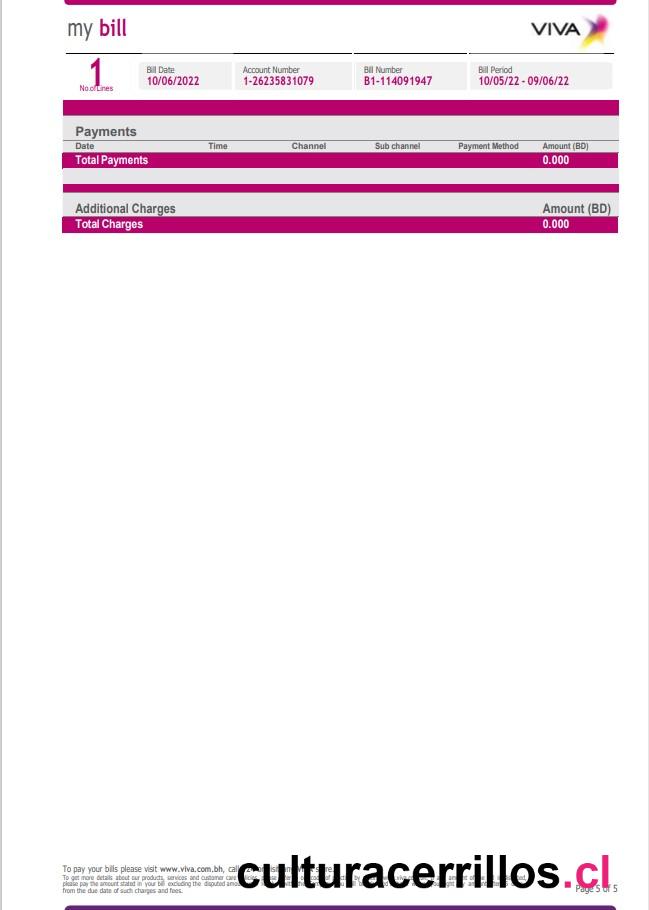 my bill
VIVA
1
No.of Lines
Bill Date
10/06/2022
Account Number
1-26235831079
Bill Number
B1-114091947
Bill Period
10/05/22 - 09/06/22
Payments
Date Time Channel Sub channel Payment Method Amount (BD)
Total Payments 0.000
Additional Charges Amount (BD)
Total Charges 0.000
To pay your bills please visit www.viva.com.bh, call
To get more details about our products, services and customer care
please pay the amount stated in your bill excluding the disputed
from the due date of such charges and fees.
culturacerrillos.cl
Page 5 of 5